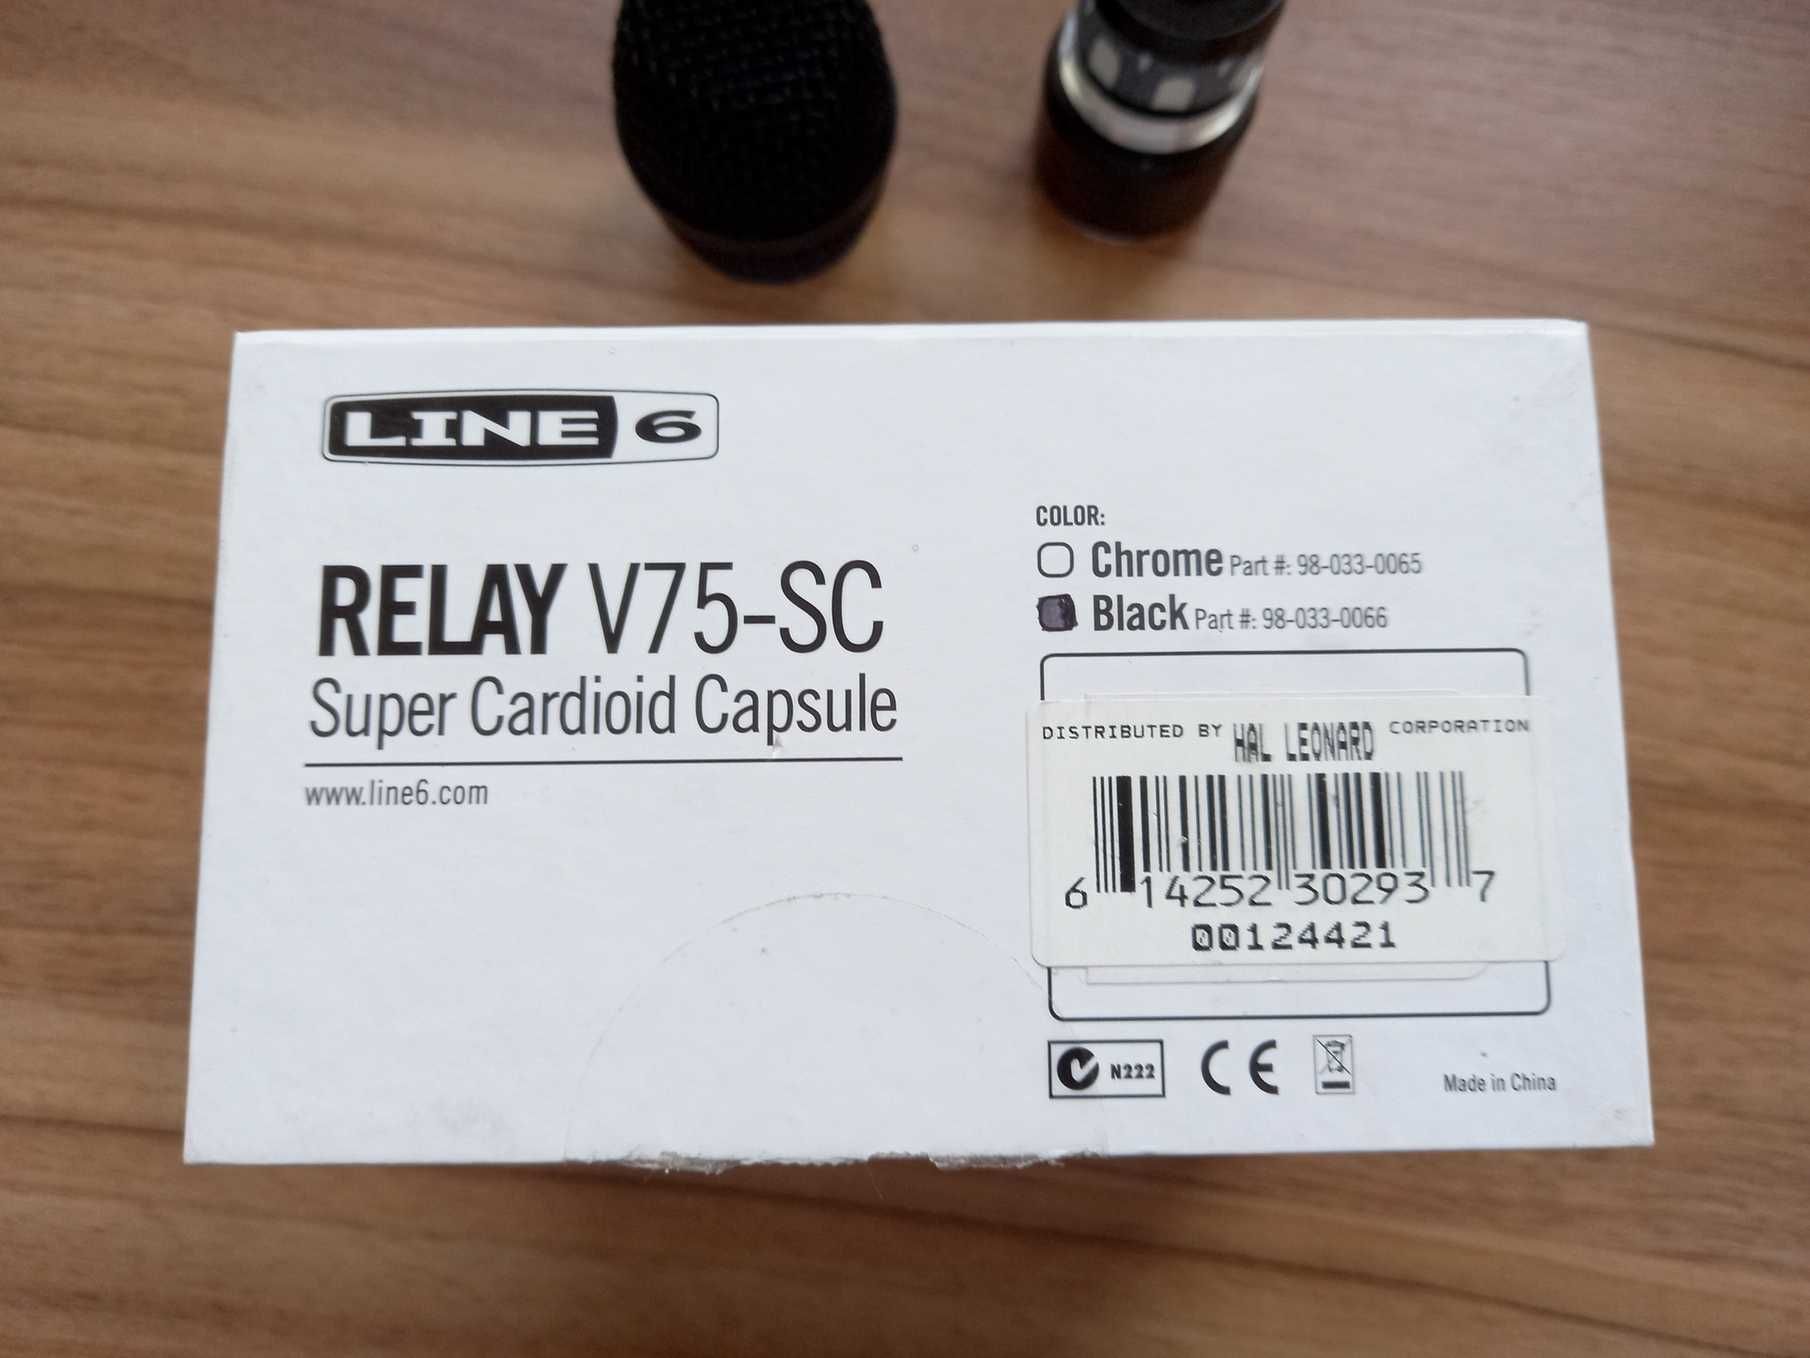 LINE 6
RELAY V75-SC
Super Cardioid Capsule
www.line6.com
COLOR:
Chrome Part #: 98-033-0065
Black Part #: 98-033-0066
DISTRIBUTED BY HAL LEONARD CORPORATION
6 14252 30293 7
00124421
N222
CE
Made in China